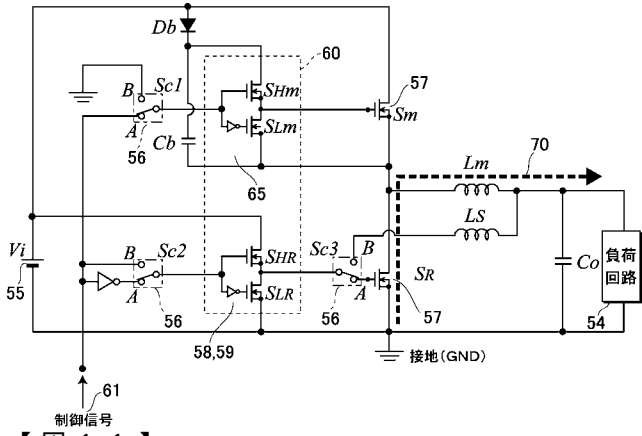 Db
60
B
Sc1
SHm
57
Sm
A
SLm
56
Cb
65
70
Lm
LS
Vi
55
B
Sc2
SHR
Sc3
B
Co
負荷
回路
A
SLR
A
SR
54
56
56
57
58,59
接地(GND)
61
制御信号